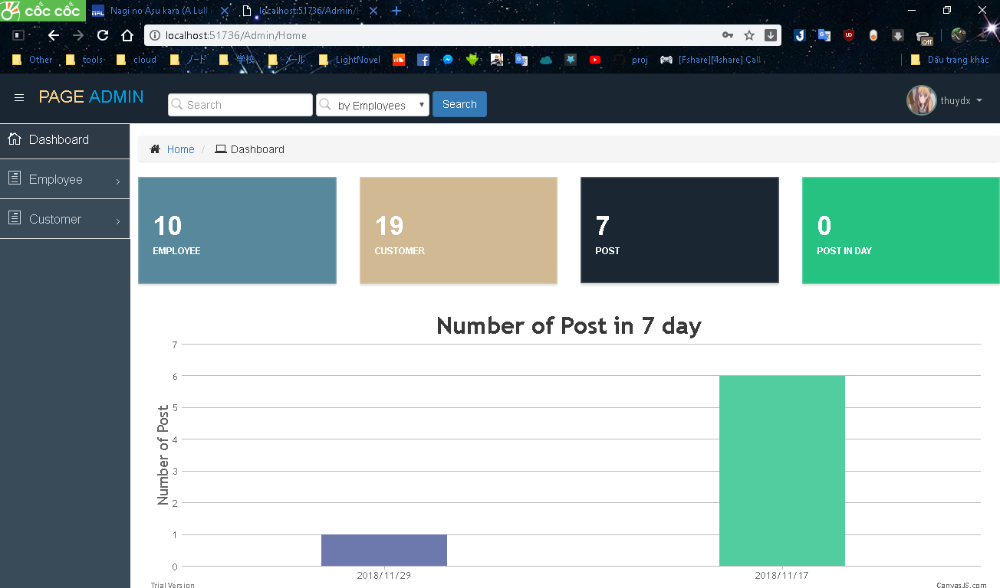 cốc cốc
Nagi no Asu kara (A Lull
localhost:51736/Admin/
localhost:51736/Admin/Home
Off
Other
tools
cloud
ノード
学校
メール
LightNovel
proj
[Fshare][4share] Call
Dấu trang khác
PAGE ADMIN
Search
by Employees
Search
thuydx
Dashboard
Employee
Customer
Home / Dashboard
10
EMPLOYEE
19
CUSTOMER
7
POST
0
POST IN DAY
Number of Post in 7 day
Number of Post
7
6
5
4
3
2
1
0
2018/11/29
2018/11/17
Trial Version
CanvasJS.com